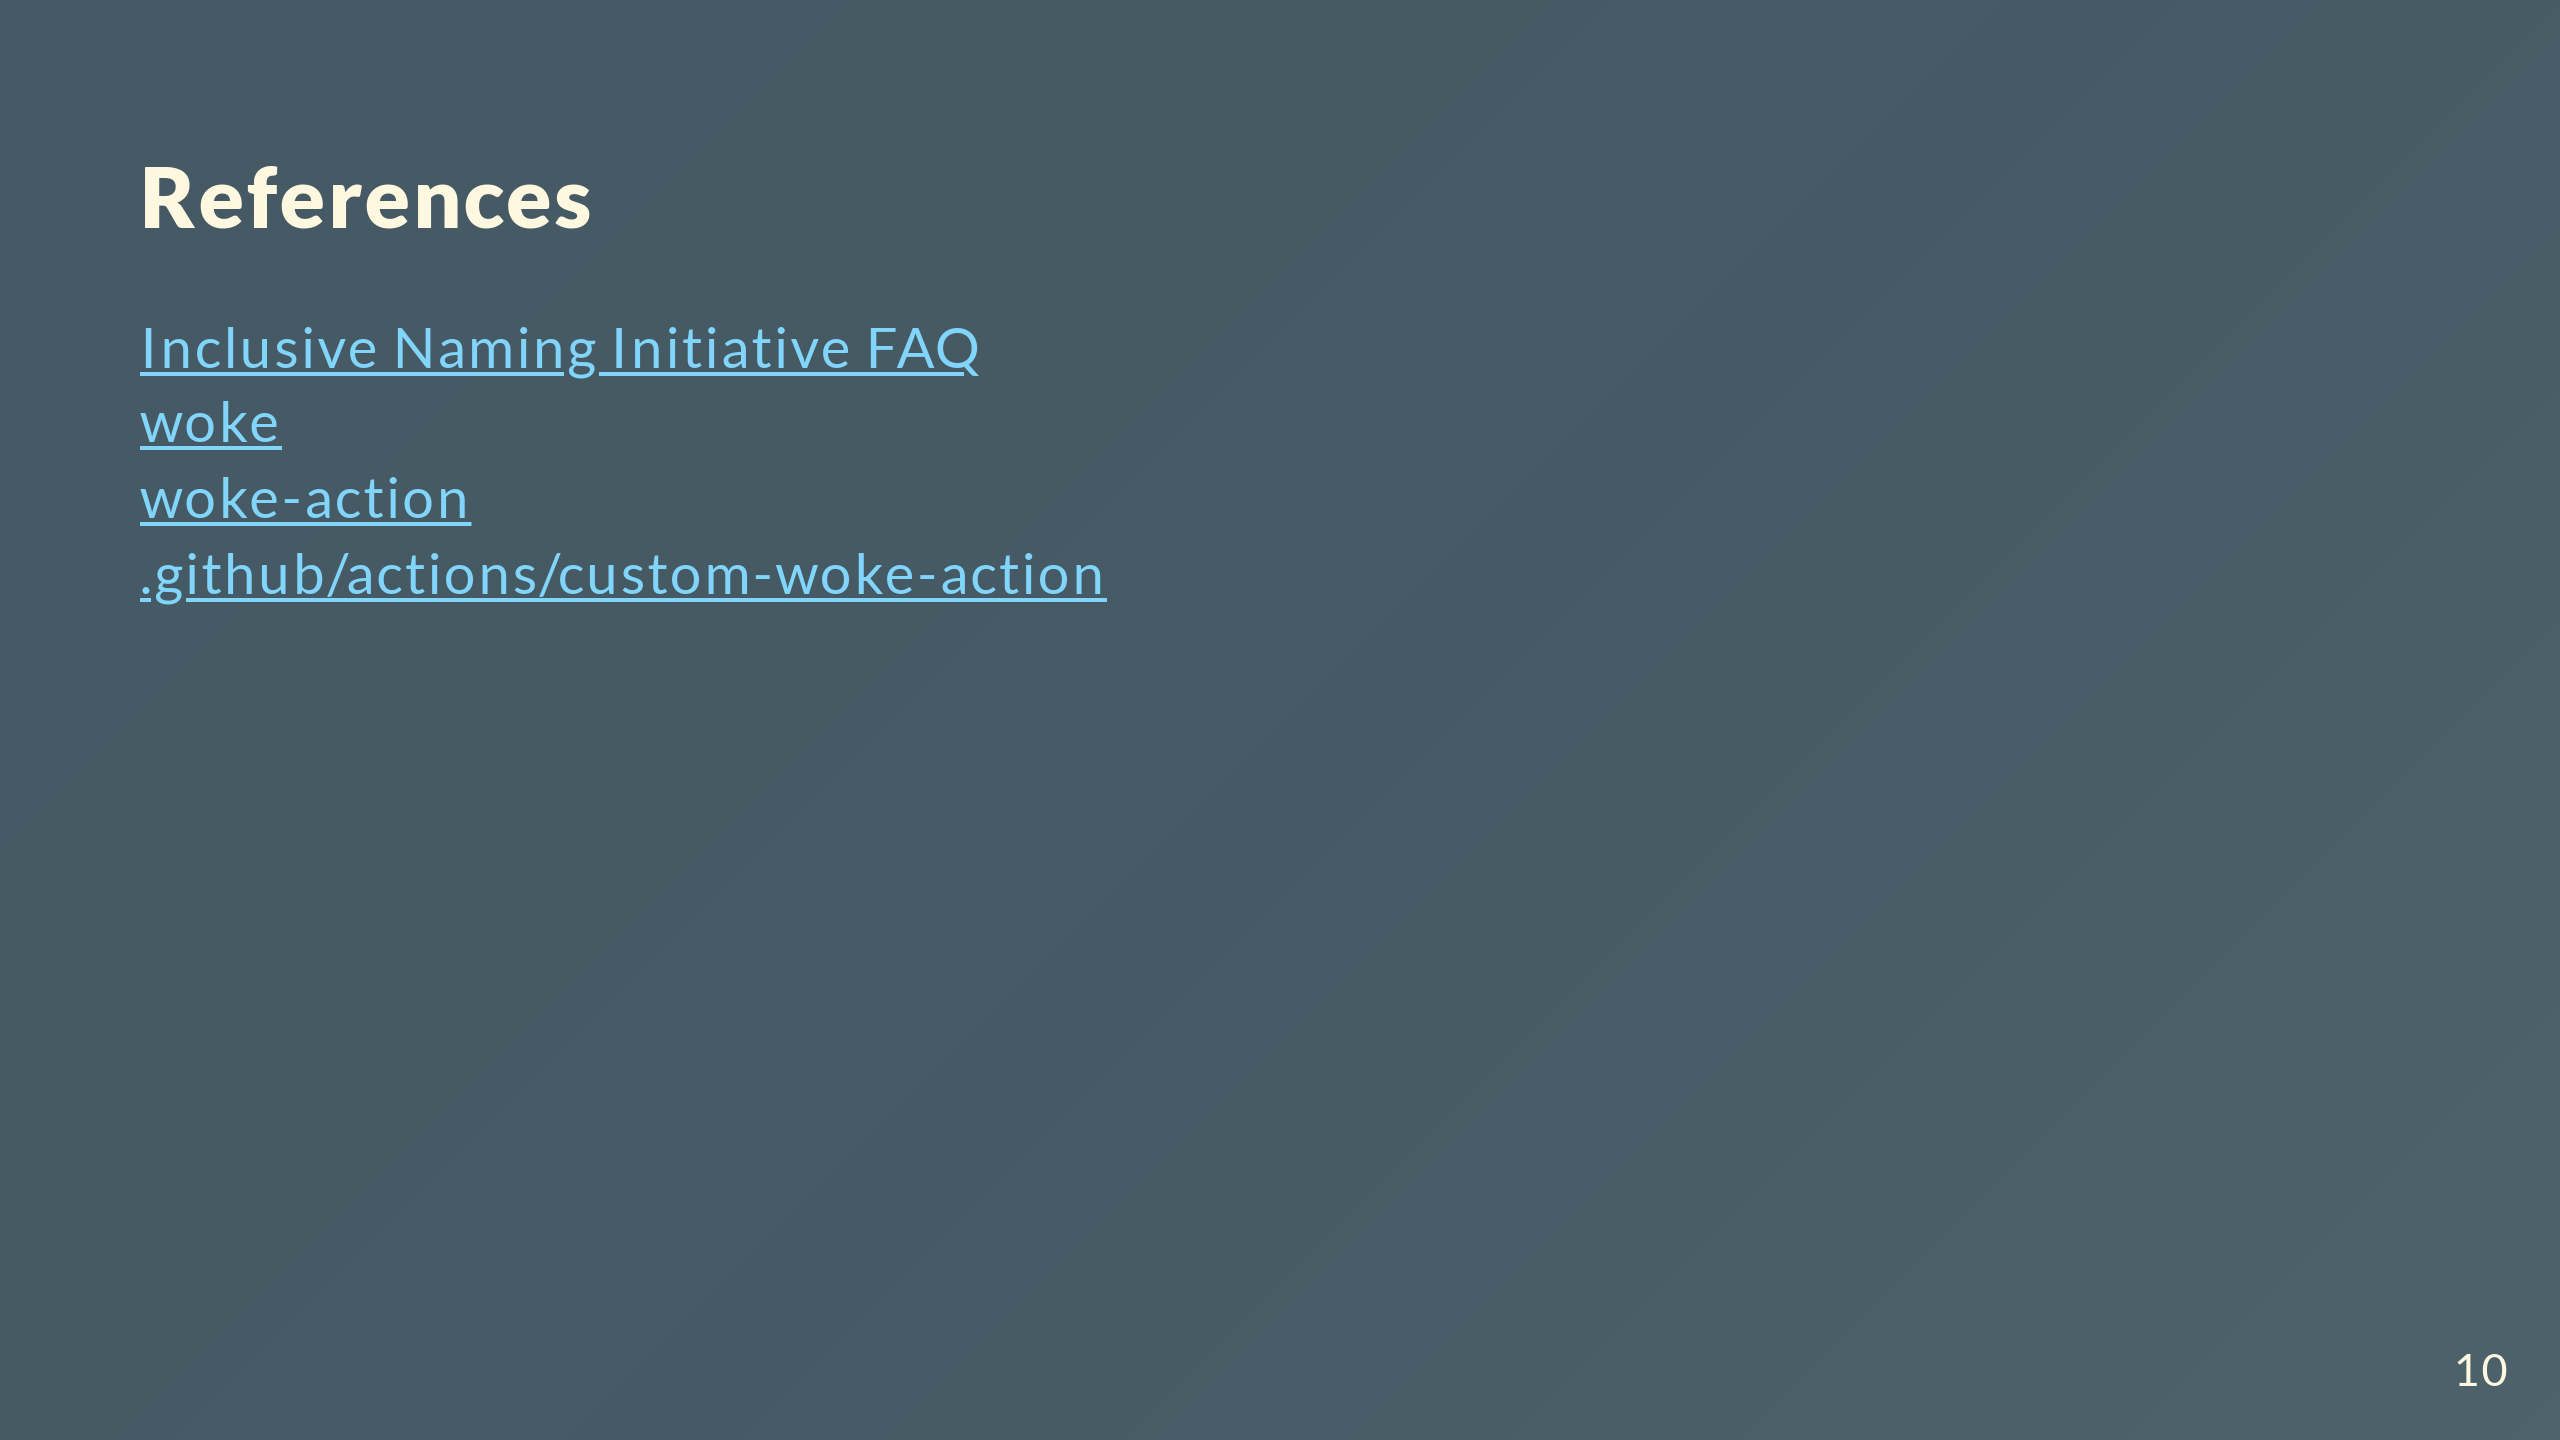 References
Inclusive Naming Initiative FAQ
woke
woke-action
.github/actions/custom-woke-action
10